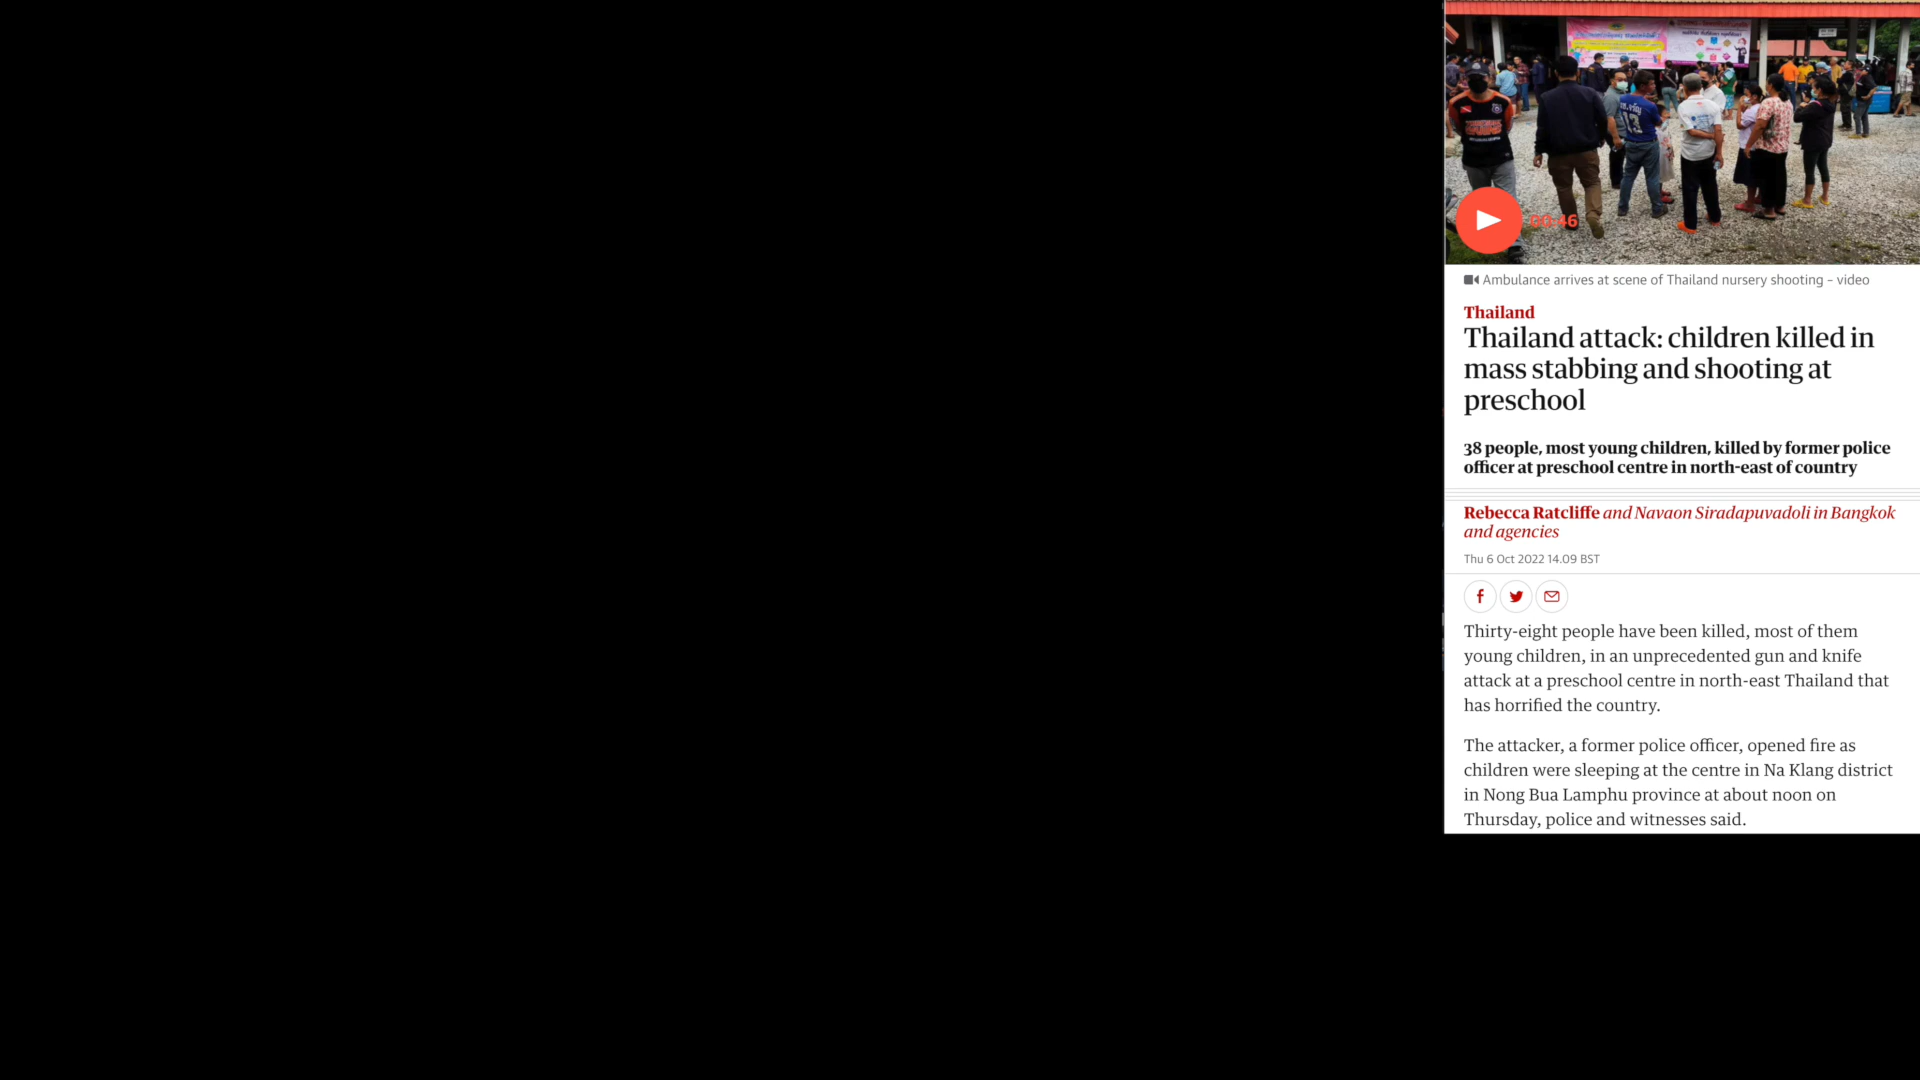 00:46
Ambulance arrives at scene of Thailand nursery shooting – video
Thailand
Thailand attack: children killed in
mass stabbing and shooting at
preschool
38 people, most young children, killed by former police
officer at preschool centre in north-east of country
Rebecca Ratcliffe and Navaon Siradapuvadoli in Bangkok
and agencies
Thu 6 Oct 2022 14.09 BST
Thirty-eight people have been killed, most of them
young children, in an unprecedented gun and knife
attack at a preschool centre in north-east Thailand that
has horrified the country.
The attacker, a former police officer, opened fire as
children were sleeping at the centre in Na Klang district
in Nong Bua Lamphu province at about noon on
Thursday, police and witnesses said.